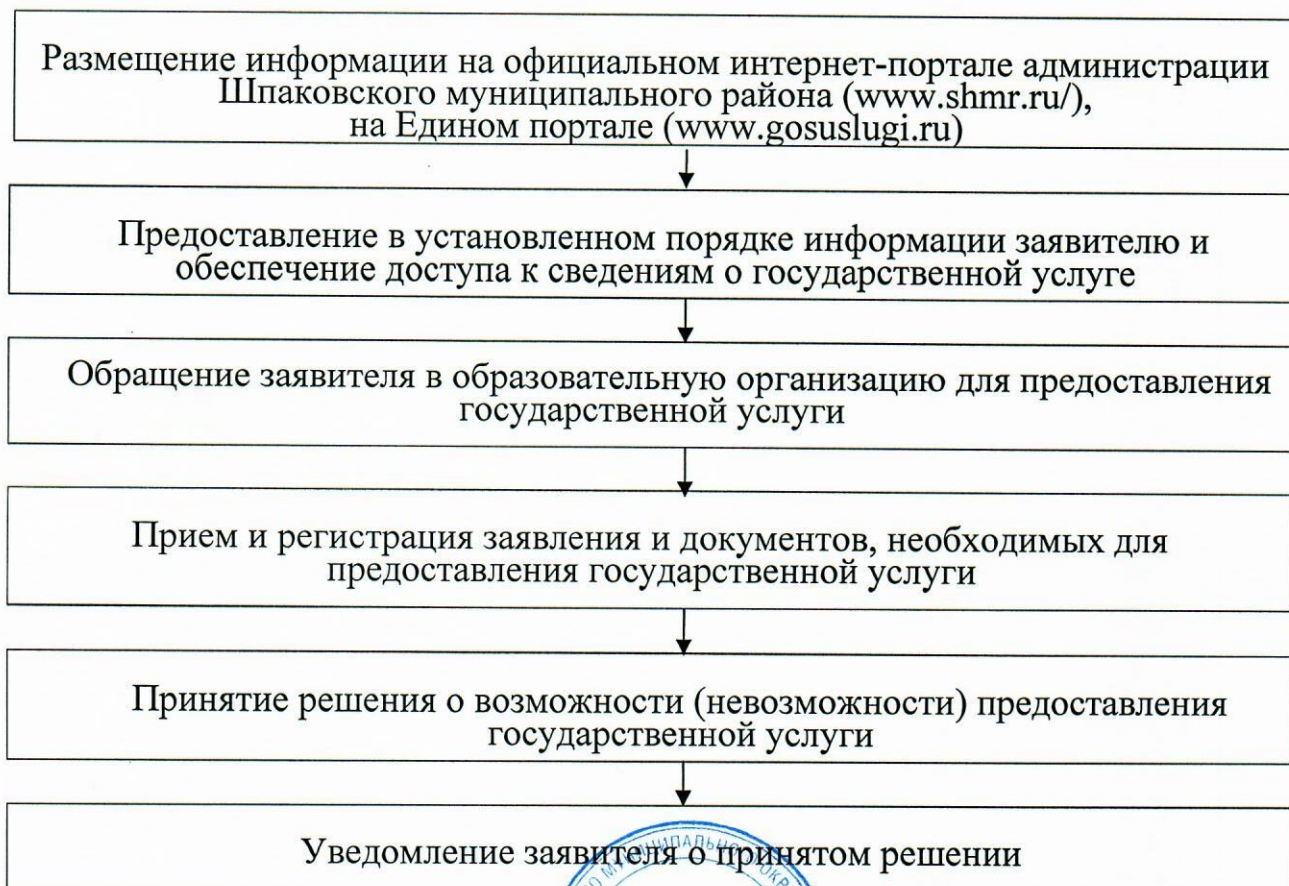 Размещение информации на официальном интернет-портале администрации
Шпаковского муниципального района (www.shmr.ru/),
на Едином портале (www.gosuslugi.ru)
Предоставление в установленном порядке информации заявителю и
обеспечение доступа к сведениям о государственной услуге
Обращение заявителя в образовательную организацию для предоставления
государственной услуги
Прием и регистрация заявления и документов, необходимых для
предоставления государственной услуги
Принятие решения о возможности (невозможности) предоставления
государственной услуги
Уведомление заявителя о принятом решении
МУНИЦИПАЛЬНОГО